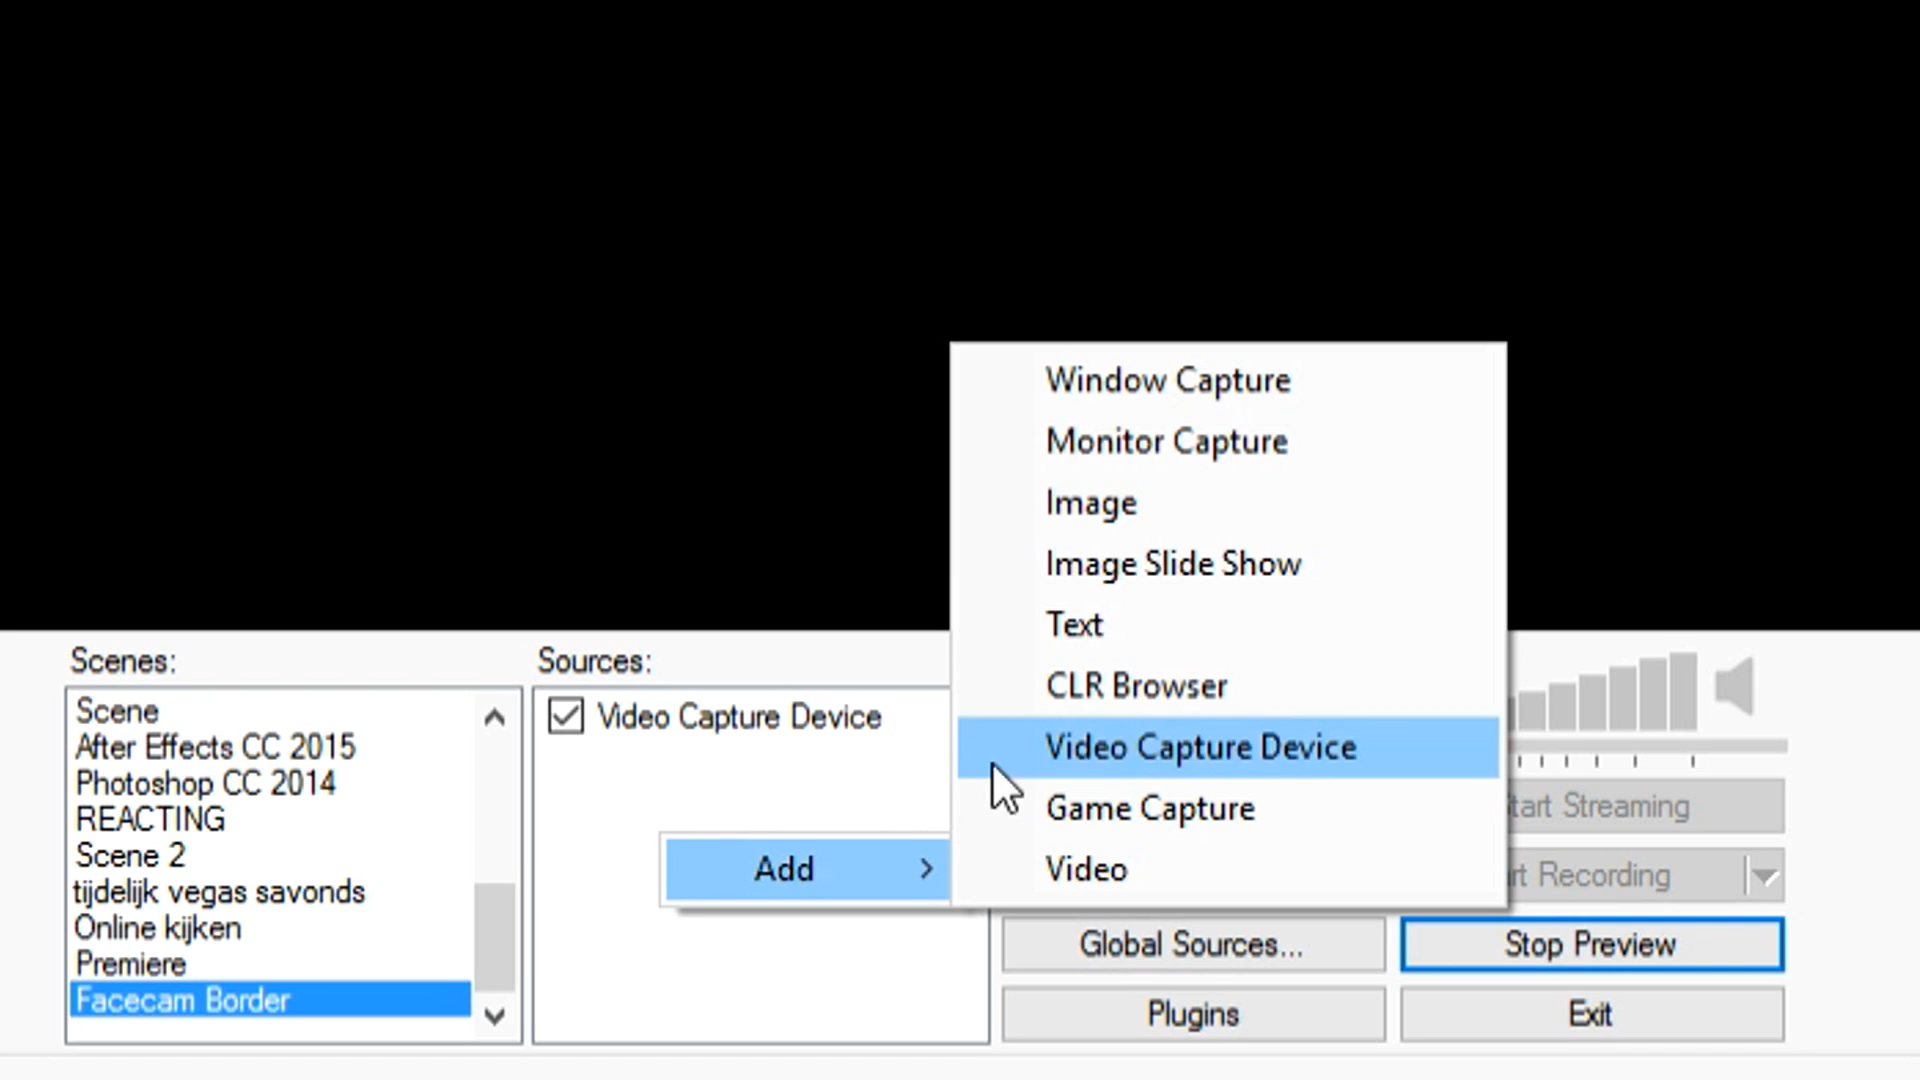 Window Capture
Monitor Capture
Image
Image Slide Show
Text
CLR Browser
Video Capture Device
Game Capture
Video
Scenes:
Scene
After Effects CC 2015
Photoshop CC 2014
REACTING
Scene 2
tijdelijk vegas savonds
Online kijken
Premiere
Facecam Border
Sources:
Video Capture Device
Add
tart Streaming
rt Recording
Global Sources...
Stop Preview
Plugins
Exit